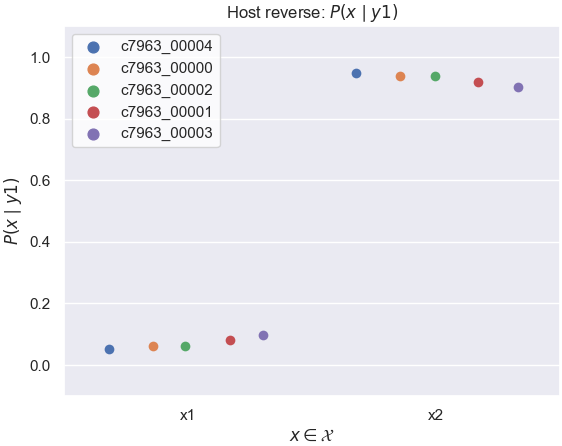 Host reverse: P(x | y1)
c7963_00004
c7963_00000
c7963_00002
c7963_00001
c7963_00003
1.0
0.8
0.6
0.4
0.2
0.0
P(x | y1)
x1 x2
x ∈ 𝒳